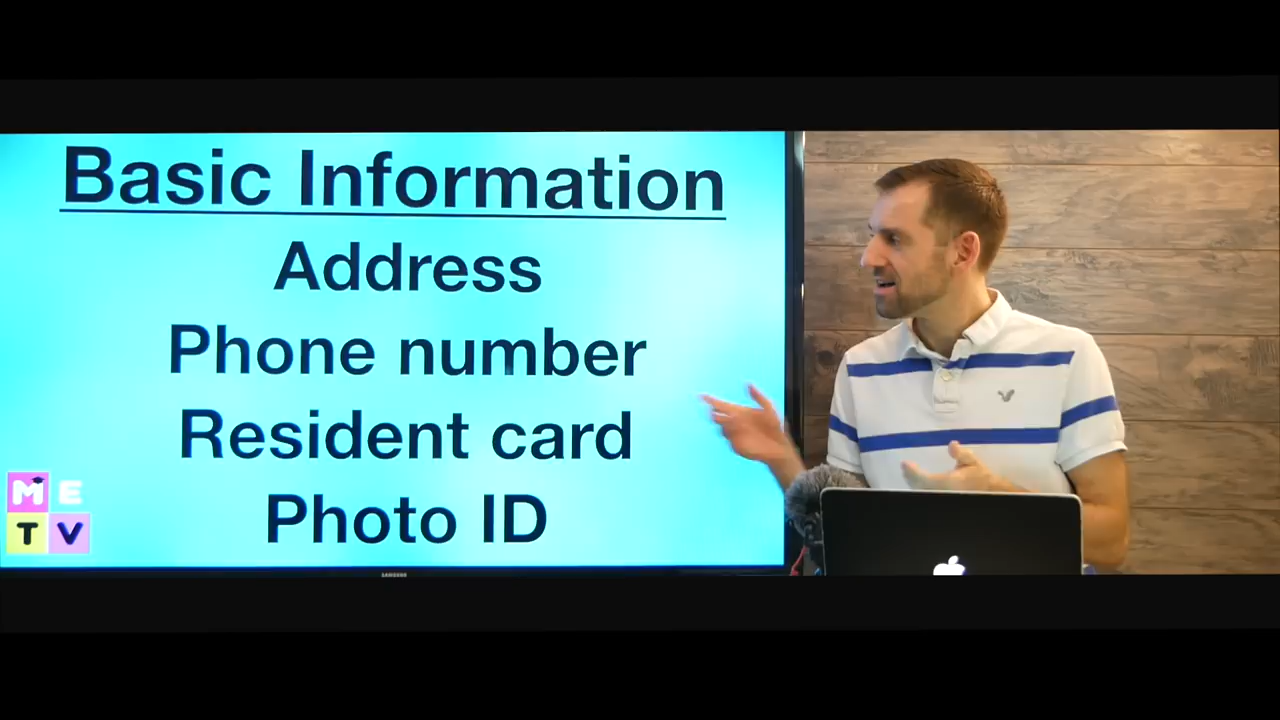 Basic Information
Address
Phone number
Resident card
Photo ID
M E
T V
SAMSUNG